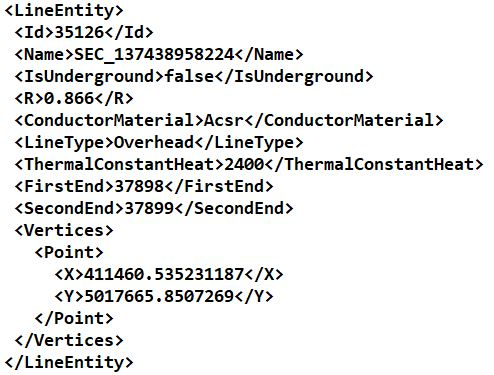 <LineEntity>
<Id>35126</Id>
<Name>SEC_137438958224</Name>
<IsUnderground>false</IsUnderground>
<R>0.866</R>
<ConductorMaterial>Acsr</ConductorMaterial>
<LineType>Overhead</LineType>
<ThermalConstantHeat>2400</ThermalConstantHeat>
<FirstEnd>37898</FirstEnd>
<SecondEnd>37899</SecondEnd>
<Vertices>
<Point>
<X>411460.535231187</X>
<Y>5017665.8507269</Y>
</Point>
</Vertices>
</LineEntity>